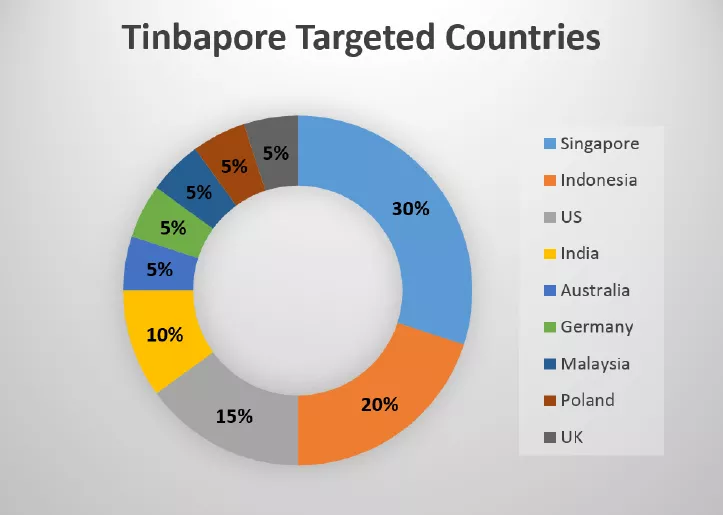 Tinbapore Targeted Countries
30%
20%
15%
10%
5%
5%
5%
5%
5%
Singapore
Indonesia
US
India
Australia
Germany
Malaysia
Poland
UK